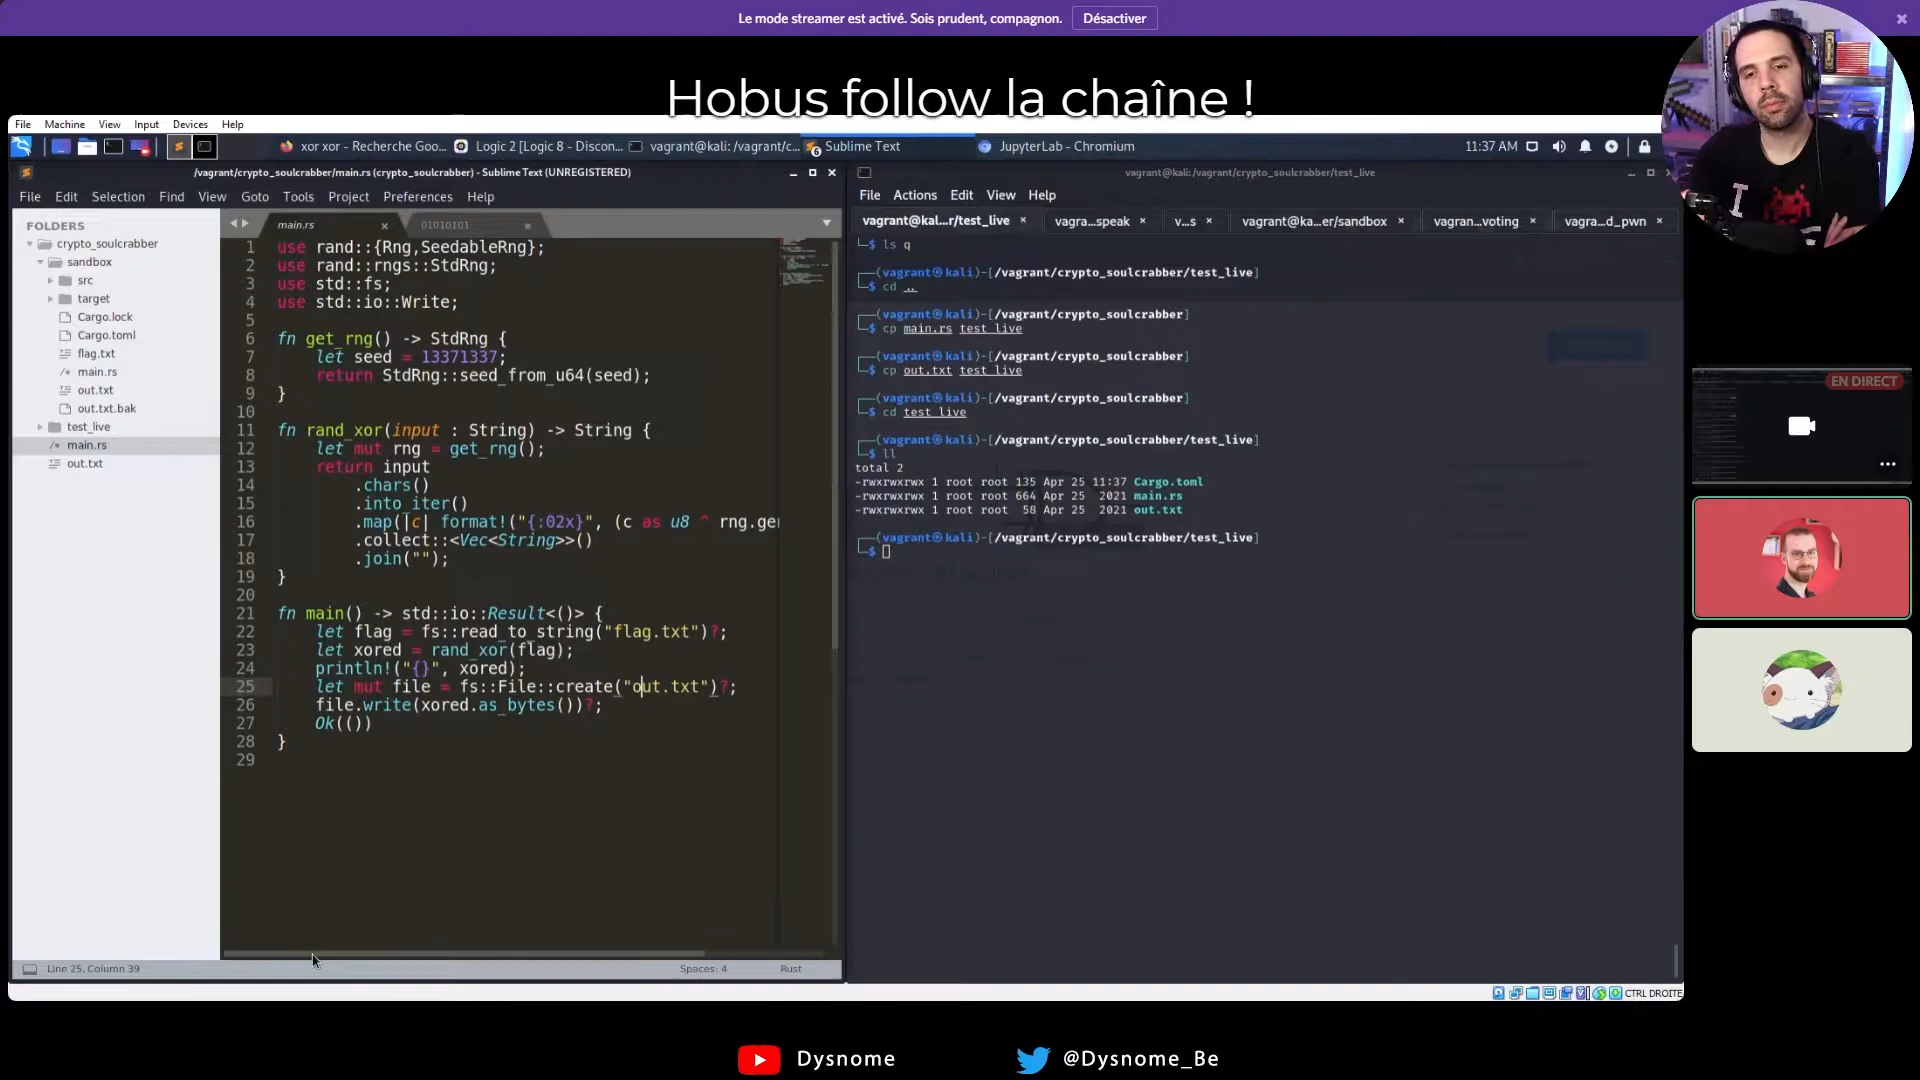 Le mode streamer est activé. Sois prudent, compagnon. Désactiver
Hobus follow la chaîne !
File Machine View Input Devices Help
xor xor - Recherche Goo... Logic 2 [Logic 8 - Discon... vagrant@kali: /vagrant/c... Sublime Text JupyterLab - Chromium 11:37 AM
/vagrant/crypto_soulcrabber/main.rs (crypto_soulcrabber) - Sublime Text (UNREGISTERED)
File Edit Selection Find View Goto Tools Project Preferences Help
FOLDERS
crypto_soulcrabber
sandbox
src
target
Cargo.lock
Cargo.toml
flag.txt
main.rs
out.txt
out.txt.bak
test_live
main.rs
out.txt
main.rs 01010101
1 use rand::{Rng,SeedableRng};
2 use rand::rngs::StdRng;
3 use std::fs;
4 use std::io::Write;
5
6 fn get_rng() -> StdRng {
7 let seed = 13371337;
8 return StdRng::seed_from_u64(seed);
9 }
10
11 fn rand_xor(input : String) -> String {
12 let mut rng = get_rng();
13 return input
14 .chars()
15 .into_iter()
16 .map(|c| format!("{:02x}", (c as u8 ^ rng.ge
17 .collect::<Vec<String>>()
18 .join("");
19 }
20
21 fn main() -> std::io::Result<()> {
22 let flag = fs::read_to_string("flag.txt")?;
23 let xored = rand_xor(flag);
24 println!("{}", xored);
25 let mut file = fs::File::create("out.txt")?;
26 file.write(xored.as_bytes())?;
27 Ok(())
28 }
29
Line 25, Column 39 Spaces: 4 Rust
vagrant@kali:/vagrant/crypto_soulcrabber/test_live
File Actions Edit View Help
vagrant@kal...r/test_live vagra...speak v...s vagrant@ka...er/sandbox vagran...voting vagra...d_pwn
└─$ ls q
┌──(vagrant㉿kali)-[/vagrant/crypto_soulcrabber/test_live]
└─$ cd ..
┌──(vagrant㉿kali)-[/vagrant/crypto_soulcrabber]
└─$ cp main.rs test_live
┌──(vagrant㉿kali)-[/vagrant/crypto_soulcrabber]
└─$ cp out.txt test_live
┌──(vagrant㉿kali)-[/vagrant/crypto_soulcrabber]
└─$ cd test_live
┌──(vagrant㉿kali)-[/vagrant/crypto_soulcrabber/test_live]
└─$ ll
total 2
-rwxrwxrwx 1 root root 135 Apr 25 11:37 Cargo.toml
-rwxrwxrwx 1 root root 664 Apr 25 2021 main.rs
-rwxrwxrwx 1 root root 58 Apr 25 2021 out.txt
┌──(vagrant㉿kali)-[/vagrant/crypto_soulcrabber/test_live]
└─$
CTRL DROITE
EN DIRECT
Dysnome @Dysnome_Be